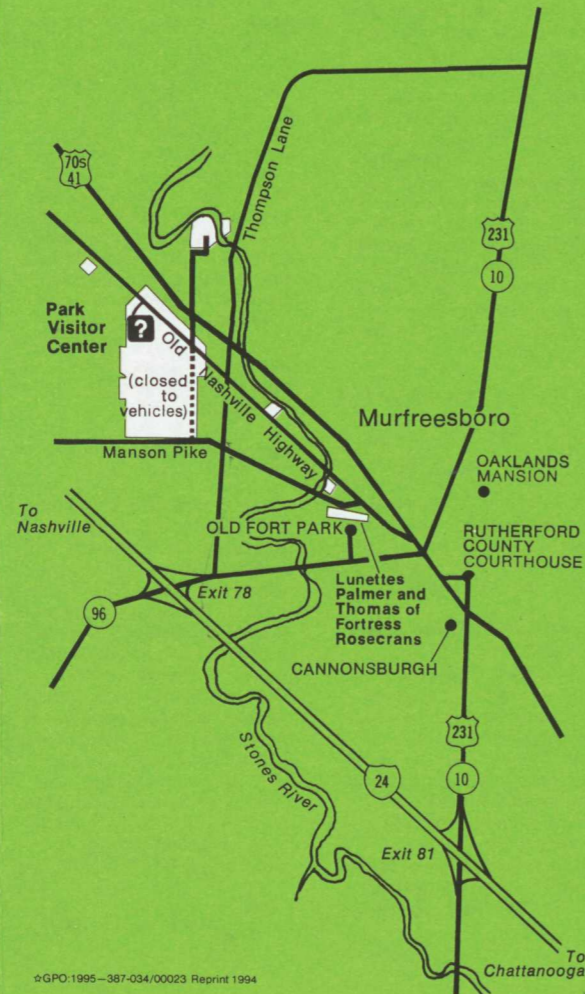 70S
41
Thompson Lane
231
10
Park
Visitor
Center
?
Old Nashville Highway
(closed
to
vehicles)
Murfreesboro
Manson Pike
OAKLANDS
MANSION
To
Nashville
OLD FORT PARK
RUTHERFORD
COUNTY
COURTHOUSE
Exit 78
Lunettes
Palmer and
Thomas of
Fortress
Rosecrans
96
CANNONSBURGH
231
10
Stones River
24
Exit 81
To
Chattanooga
☆GPO:1995—387-034/00023 Reprint 1994